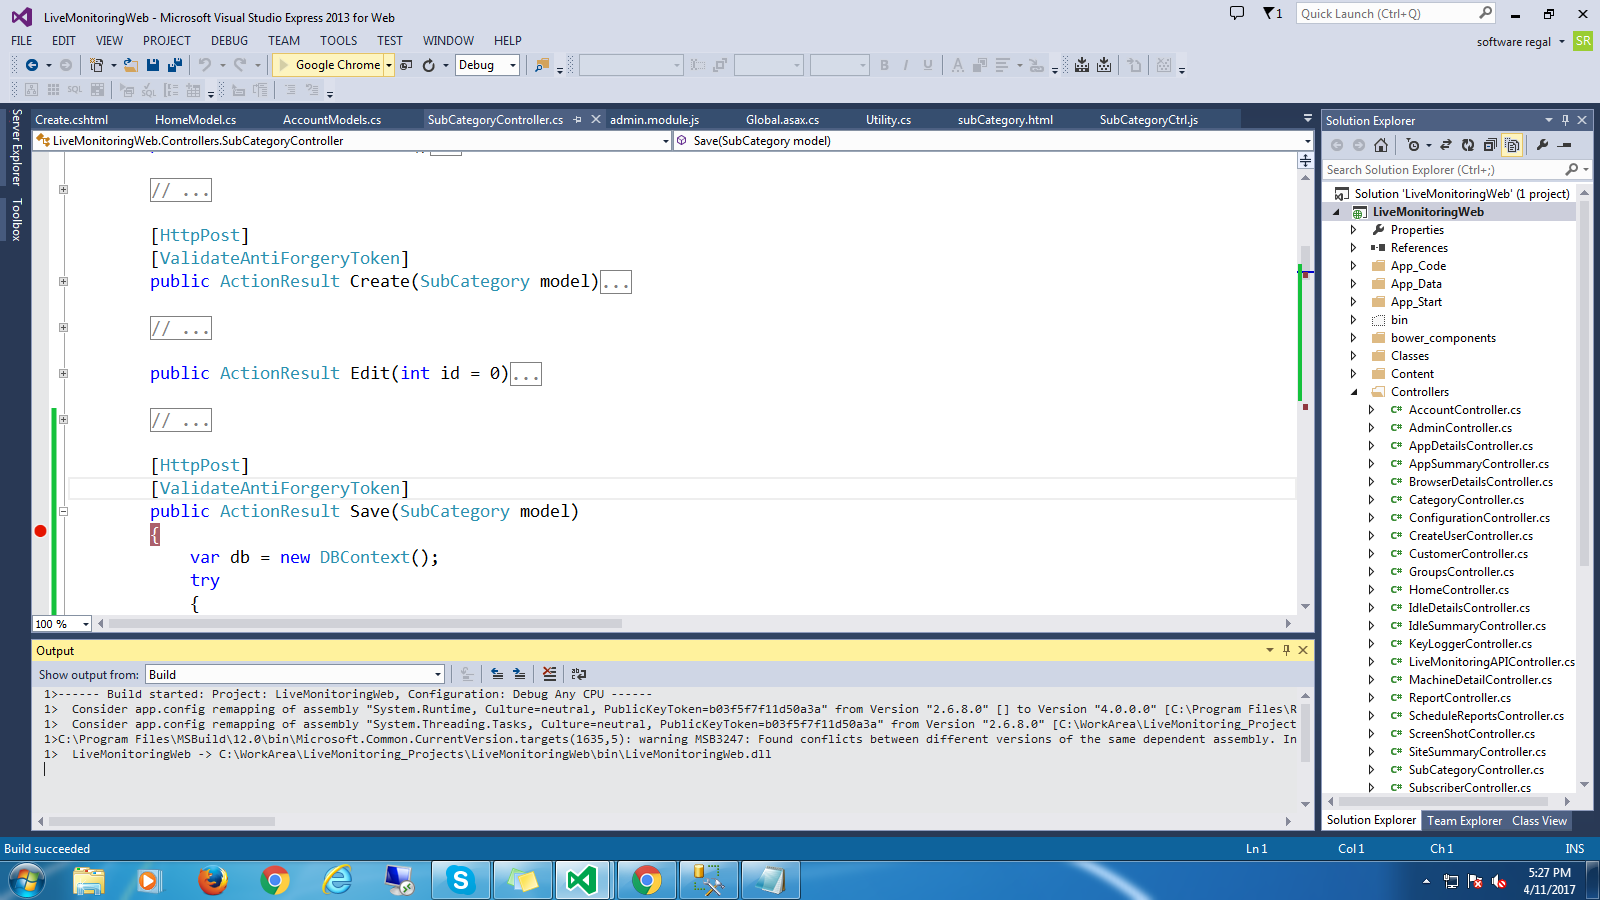 LiveMonitoringWeb - Microsoft Visual Studio Express 2013 for Web
1
Quick Launch (Ctrl+Q)
FILE EDIT VIEW PROJECT DEBUG TEAM TOOLS TEST WINDOW HELP
software regal SR
Google Chrome Debug
SQL SQL
Server Explorer
Toolbox
Create.cshtml HomeModel.cs AccountModels.cs SubCategoryController.cs admin.module.js Global.asax.cs Utility.cs subCategory.html SubCategoryCtrl.js
LiveMonitoringWeb.Controllers.SubCategoryController Save(SubCategory model)
// ...
[HttpPost]
[ValidateAntiForgeryToken]
public ActionResult Create(SubCategory model)...
// ...
public ActionResult Edit(int id = 0)...
// ...
[HttpPost]
[ValidateAntiForgeryToken]
public ActionResult Save(SubCategory model)
{
var db = new DBContext();
try
{
100 %
Output
Show output from: Build
1>------ Build started: Project: LiveMonitoringWeb, Configuration: Debug Any CPU ------
1> Consider app.config remapping of assembly "System.Runtime, Culture=neutral, PublicKeyToken=b03f5f7f11d50a3a" from Version "2.6.8.0" [] to Version "4.0.0.0" [C:\Program Files\R
1> Consider app.config remapping of assembly "System.Threading.Tasks, Culture=neutral, PublicKeyToken=b03f5f7f11d50a3a" from Version "2.6.8.0" [C:\WorkArea\LiveMonitoring_Project
1>C:\Program Files\MSBuild\12.0\bin\Microsoft.Common.CurrentVersion.targets(1635,5): warning MSB3247: Found conflicts between different versions of the same dependent assembly. In
1> LiveMonitoringWeb -> C:\WorkArea\LiveMonitoring_Projects\LiveMonitoringWeb\bin\LiveMonitoringWeb.dll
Solution Explorer
Search Solution Explorer (Ctrl+;)
Solution 'LiveMonitoringWeb' (1 project)
LiveMonitoringWeb
Properties
References
App_Code
App_Data
App_Start
bin
bower_components
Classes
Content
Controllers
C# AccountController.cs
C# AdminController.cs
C# AppDetailsController.cs
C# AppSummaryController.cs
C# BrowserDetailsController.cs
C# CategoryController.cs
C# ConfigurationController.cs
C# CreateUserController.cs
C# CustomerController.cs
C# GroupsController.cs
C# HomeController.cs
C# IdleDetailsController.cs
C# IdleSummaryController.cs
C# KeyLoggerController.cs
C# LiveMonitoringAPIController.cs
C# MachineDetailController.cs
C# ReportController.cs
C# ScheduleReportsController.cs
C# ScreenShotController.cs
C# SiteSummaryController.cs
C# SubCategoryController.cs
C# SubscriberController.cs
Solution Explorer Team Explorer Class View
Build succeeded Ln 1 Col 1 Ch 1 INS
5:27 PM
4/11/2017